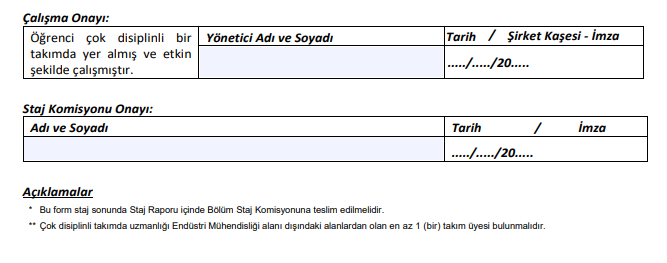 Çalışma Onayı:
Öğrenci çok disiplinli bir takımda yer almış ve etkin şekilde çalışmıştır.
Yönetici Adı ve Soyadı
Tarih / Şirket Kaşesi - İmza
...../...../20.....
Staj Komisyonu Onayı:
Adı ve Soyadı
Tarih / İmza
...../...../20.....
Açıklamalar
* Bu form staj sonunda Staj Raporu içinde Bölüm Staj Komisyonuna teslim edilmelidir.
** Çok disiplinli takımda uzmanlığı Endüstri Mühendisliği alanı dışındaki alanlardan olan en az 1 (bir) takım üyesi bulunmalıdır.